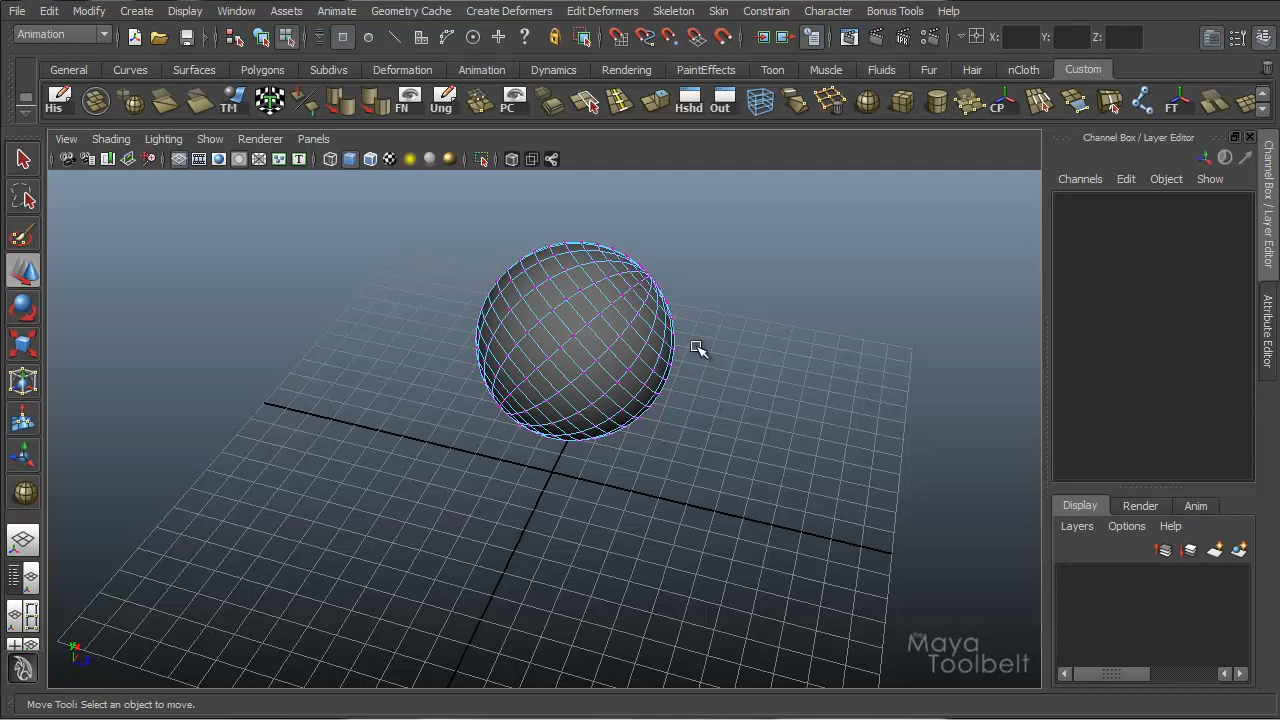 File Edit Modify Create Display Window Assets Animate Geometry Cache Create Deformers Edit Deformers Skeleton Skin Constrain Character Bonus Tools Help
Animation ? X: Y: Z:
General Curves Surfaces Polygons Subdivs Deformation Animation Dynamics Rendering PaintEffects Toon Muscle Fluids Fur Hair nCloth Custom
His TM FN Ung PC Hshd Out CP FT
View Shading Lighting Show Renderer Panels
T
Channel Box / Layer Editor
Channels Edit Object Show
Channel Box / Layer Editor
Attribute Editor
Display Render Anim
Layers Options Help
the Maya
Toolbelt
Move Tool: Select an object to move.